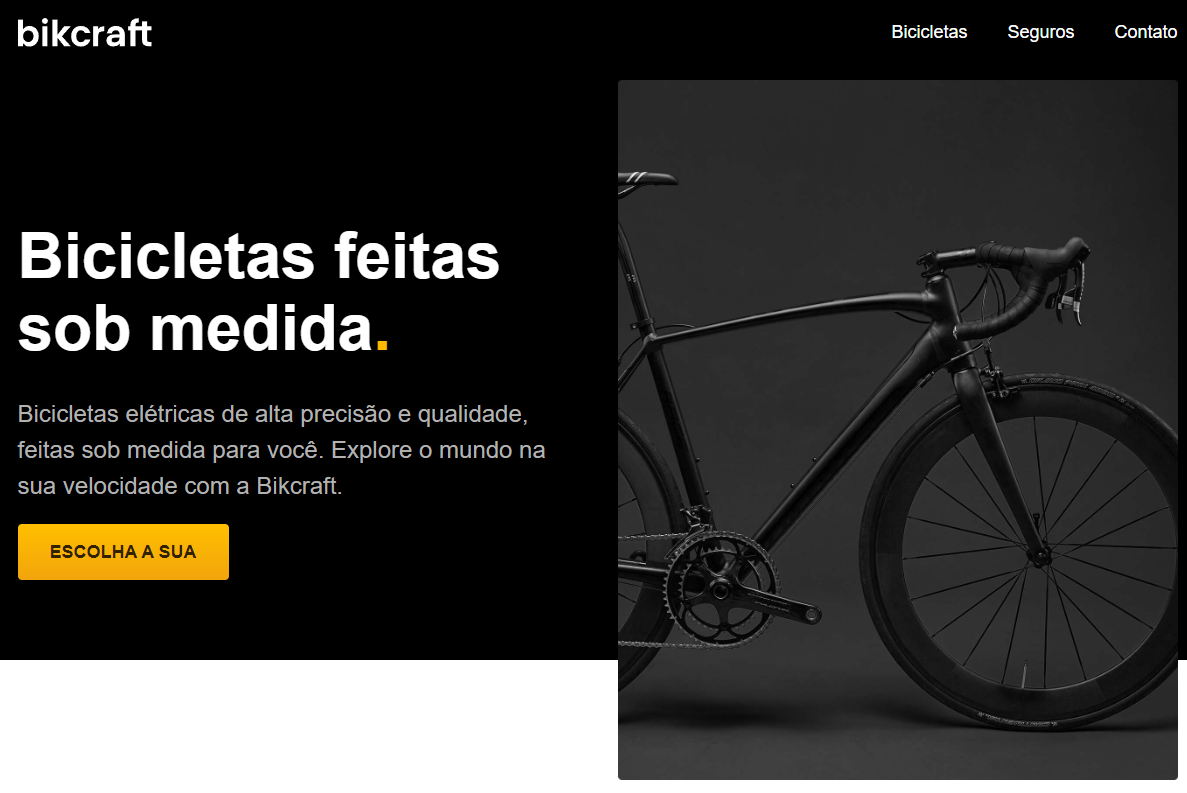 bikcraft
Bicicletas Seguros Contato
Bicicletas feitas
sob medida.
Bicicletas elétricas de alta precisão e qualidade,
feitas sob medida para você. Explore o mundo na
sua velocidade com a Bikcraft.
ESCOLHA A SUA